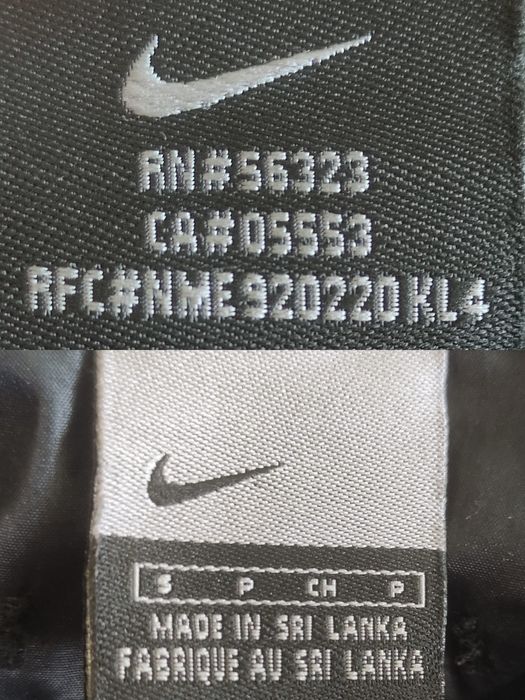 RN#56323
CA#05553
RFC#NME920220KL4
S P CH P
MADE IN SRI LANKA
FABRIQUE AU SRI LANKA